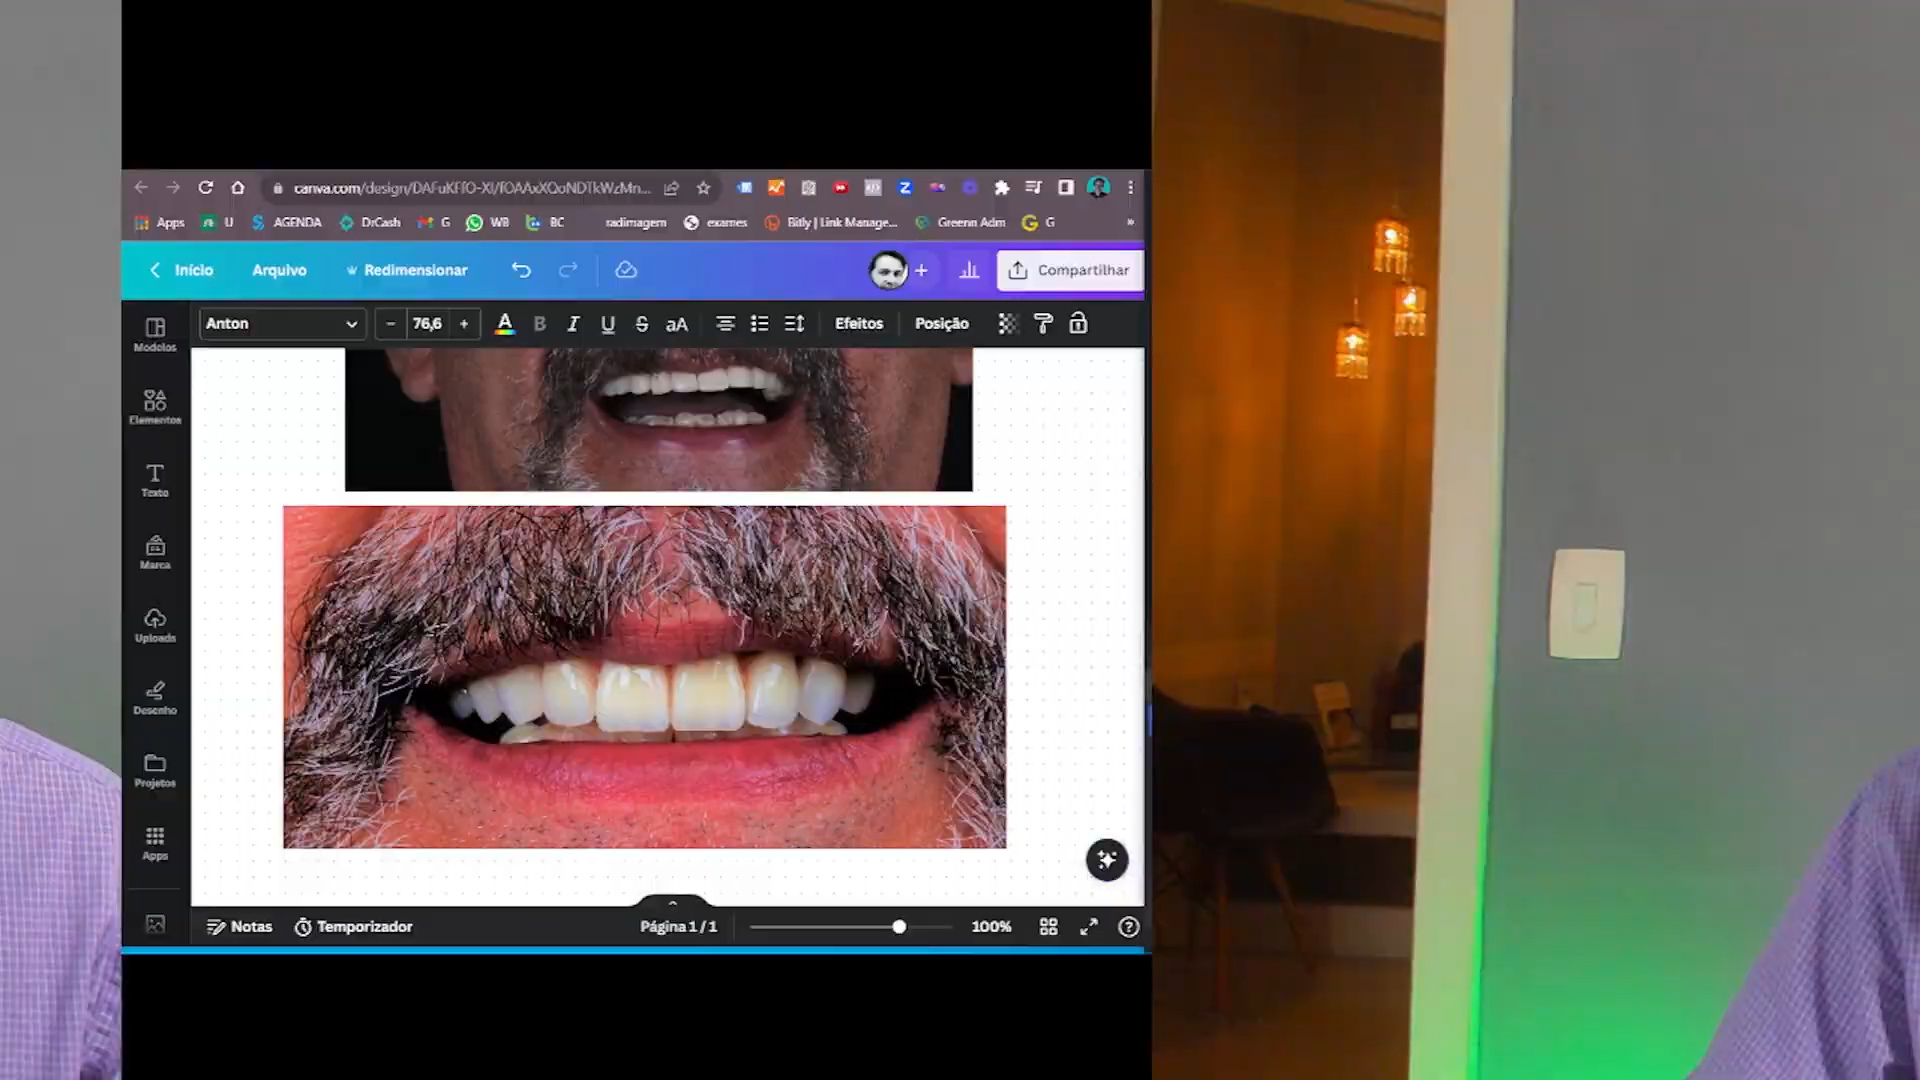 canva.com/design/DAFuKFfO-XI/fOAAxXQoNDTkWzMn...
Apps U AGENDA DrCash G WB BC radimagem exames Bitly | Link Manage... Greenn Adm G »
Início Arquivo Redimensionar Compartilhar
Anton 76,6 A B I U S aA Efeitos Posição
Modelos
Elementos
Texto
Marca
Uploads
Desenho
Projetos
Apps
Notas Temporizador Página 1 / 1 100%